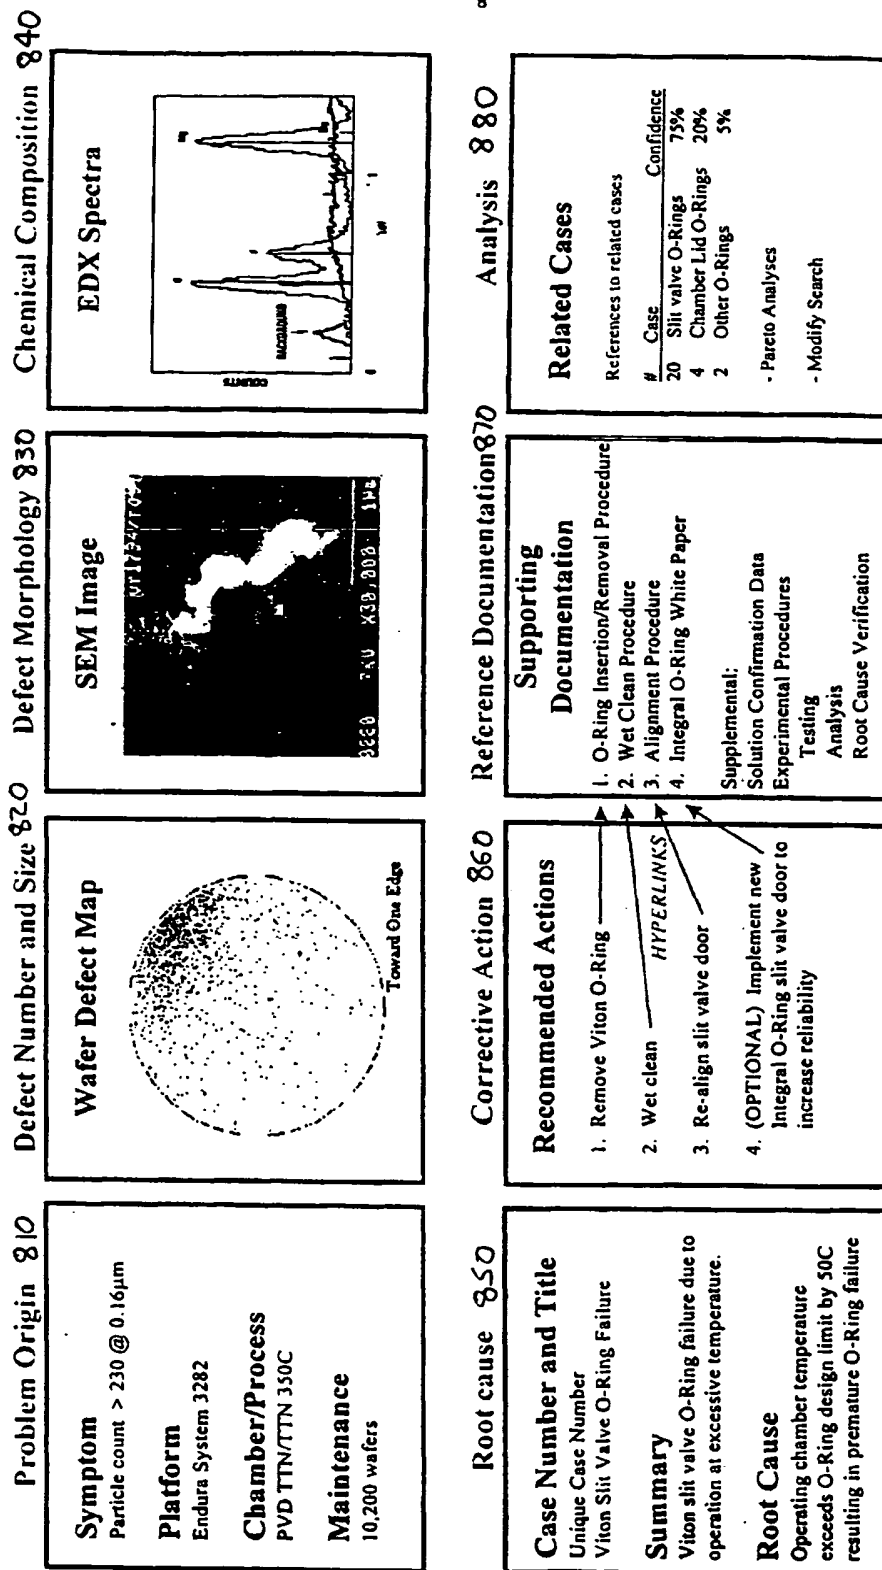 Problem Origin 810
Symptom
Particle count > 230 @ 0.16µm
Platform
Endura System 3282
Chamber/Process
PVD TTN/TTN 350C
Maintenance
10,200 wafers
Defect Number and Size 820
Wafer Defect Map
Toward One Edge
Defect Morphology 830
SEM Image
7KU X30,000
Chemical Composition 840
EDX Spectra
COUNTS
BACKGROUND
Root cause 850
Case Number and Title
Unique Case Number
Viton Slit Valve O-Ring Failure
Summary
Viton slit valve O-Ring failure due to
operation at excessive temperature.
Root Cause
Operating chamber temperature
exceeds O-Ring design limit by 50C
resulting in premature O-Ring failure
Corrective Action 860
Recommended Actions
1. Remove Viton O-Ring
2. Wet clean
HYPERLINKS
3. Re-align slit valve door
4. (OPTIONAL) Implement new
Integral O-Ring slit valve door to
increase reliability
Reference Documentation 870
Supporting
Documentation
1. O-Ring Insertion/Removal Procedure
2. Wet Clean Procedure
3. Alignment Procedure
4. Integral O-Ring White Paper
Supplemental:
Solution Confirmation Data
Experimental Procedures
Testing
Analysis
Root Cause Verification
Analysis 880
Related Cases
References to related cases
# Case Confidence
20 Slit valve O-Rings 75%
4 Chamber Lid O-Rings 20%
2 Other O-Rings 5%
- Pareto Analyses
- Modify Search